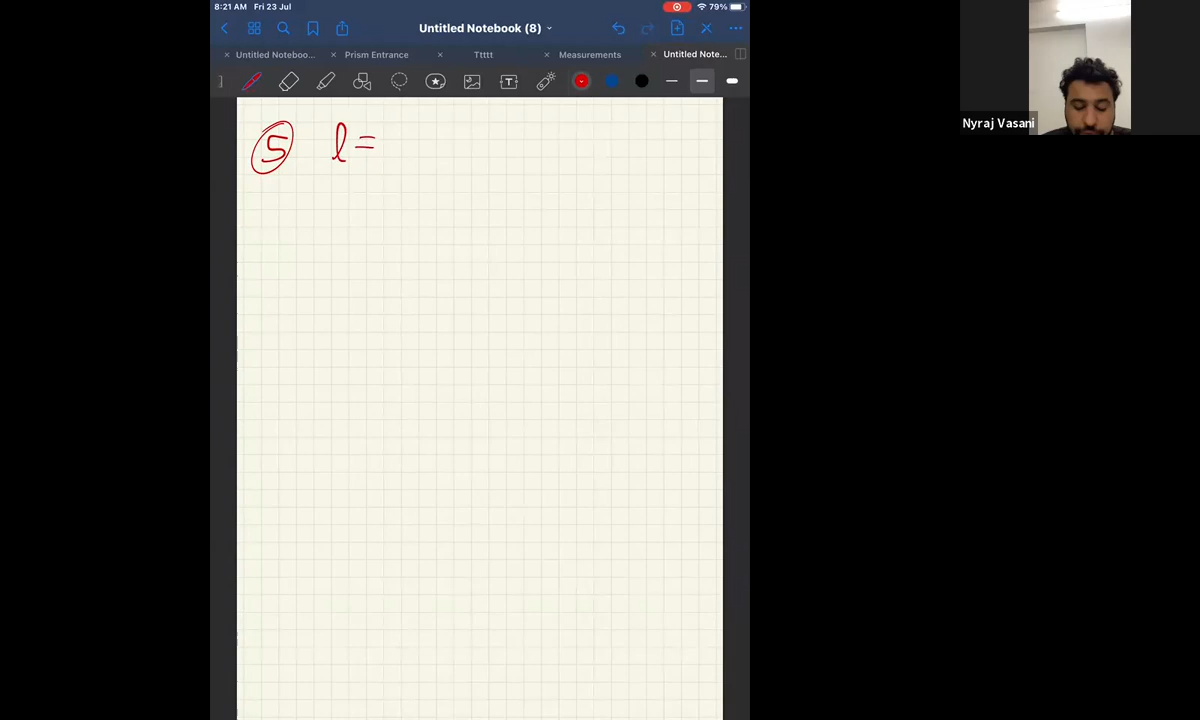 8:21 AM Fri 23 Jul
79%
Untitled Notebook (8)
Untitled Noteboo...
Prism Entrance
Ttttt
Measurements
Untitled Note...
T
Nyraj Vasani
5 l =